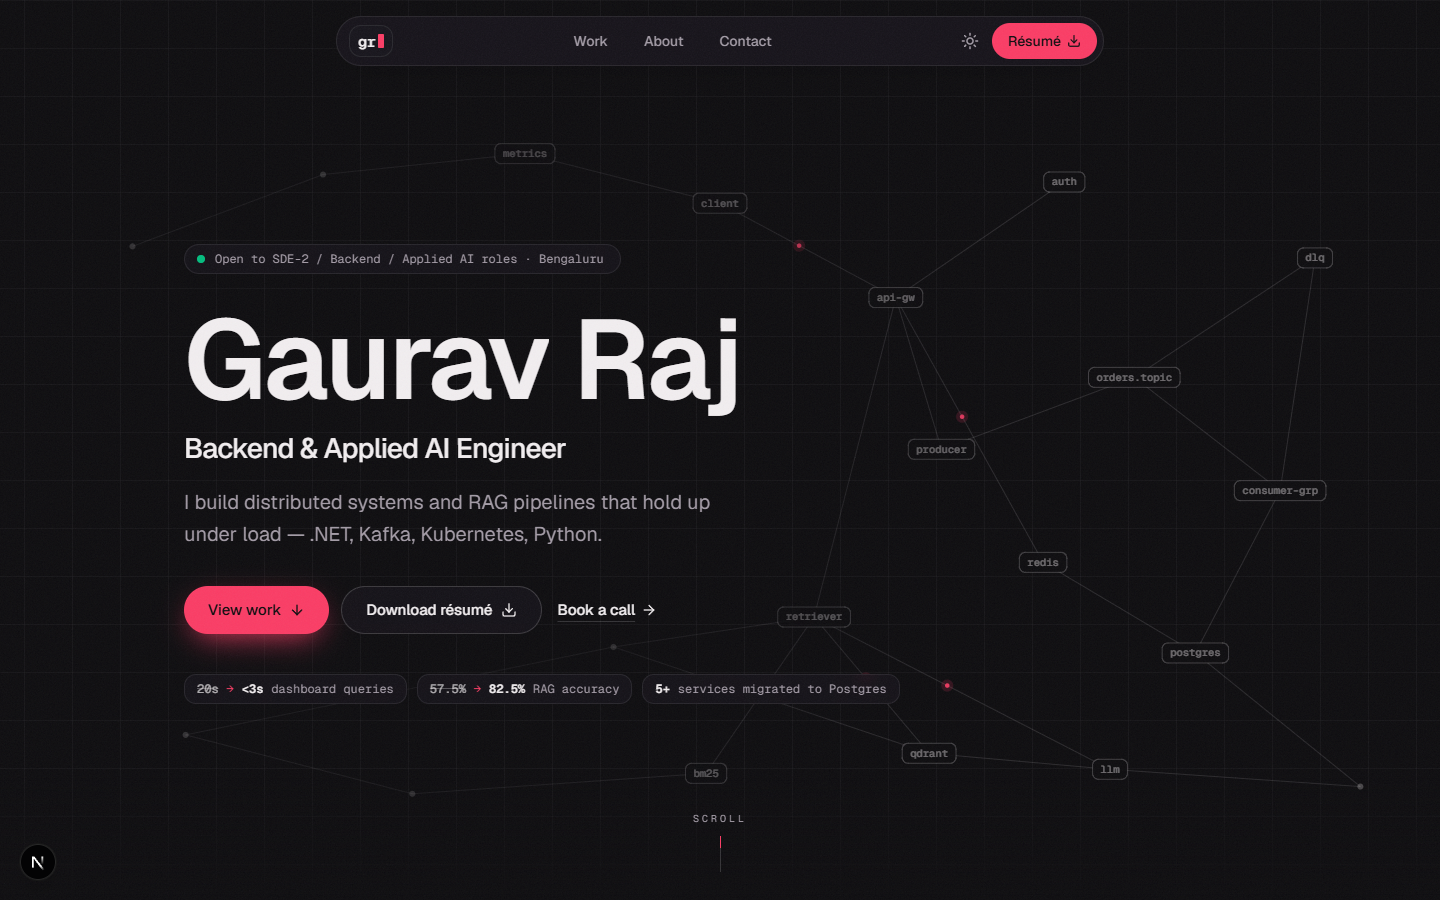 gr
Work About Contact
Résumé
metrics
auth
client
dlq
Open to SDE-2 / Backend / Applied AI roles · Bengaluru
api-gw
Gaurav Raj
orders.topic
Backend & Applied AI Engineer
producer
consumer-grp
I build distributed systems and RAG pipelines that hold up
under load — .NET, Kafka, Kubernetes, Python.
redis
View work ↓
Download résumé
Book a call →
retriever
postgres
20s → <3s dashboard queries
57.5% → 82.5% RAG accuracy
5+ services migrated to Postgres
qdrant
llm
bm25
SCROLL
N